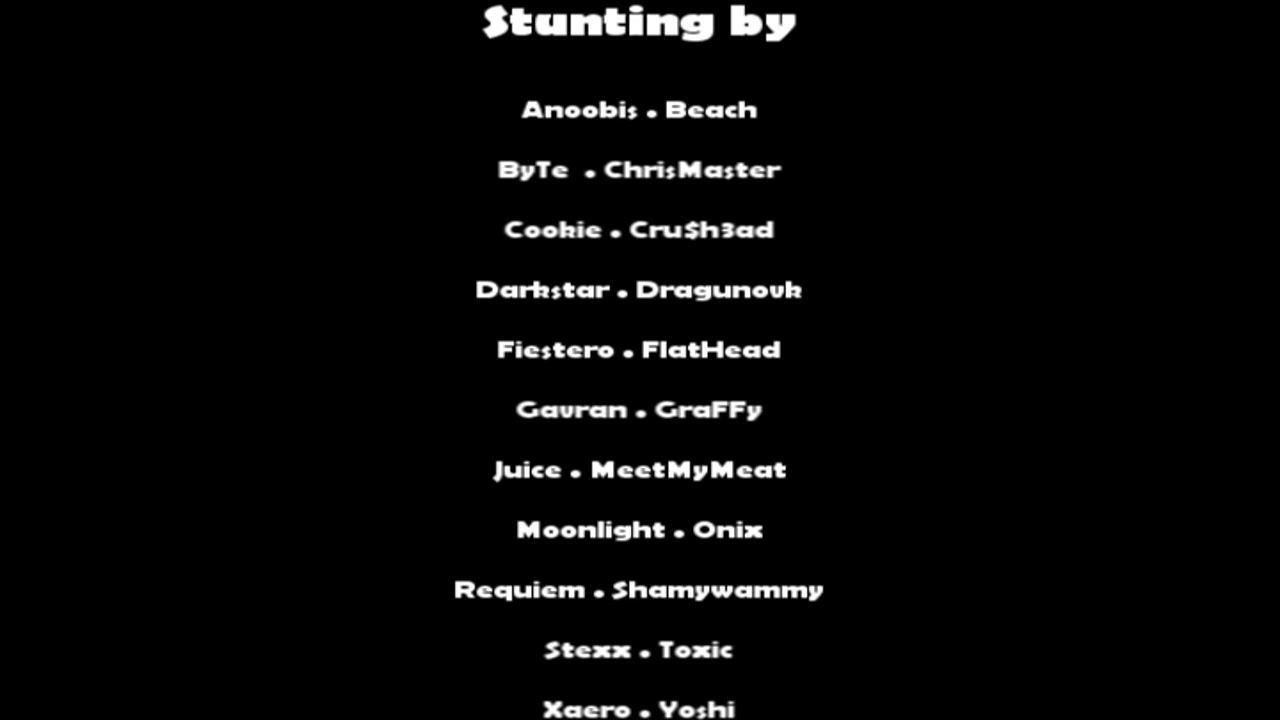 Stunting by
Anoobis . Beach
ByTe . ChrisMaster
Cookie . Cru$h3ad
Darkstar . Dragunovk
Fiestero . FlatHead
Gavran . GraFFy
Juice . MeetMyMeat
Moonlight . Onix
Requiem . Shamywammy
Stexx . Toxic
Xaero . Yoshi